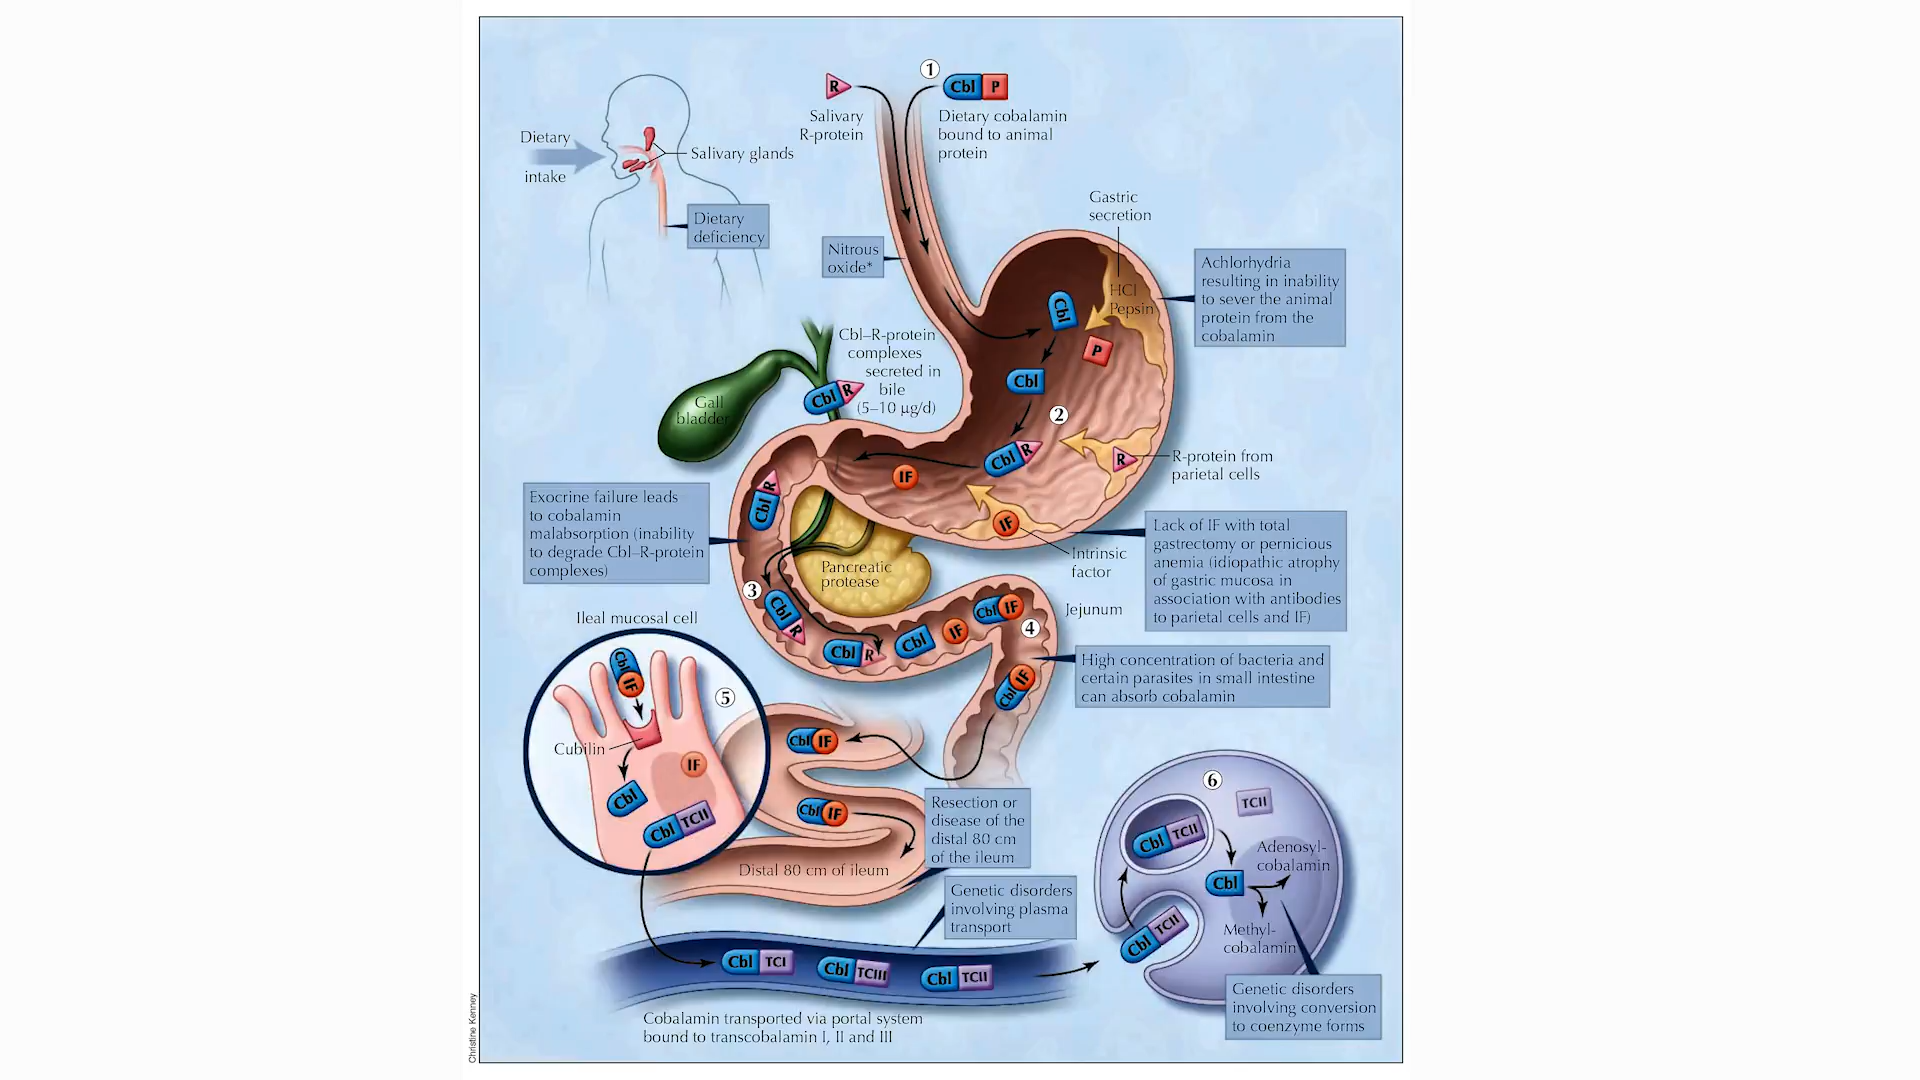 1
R
Cbl P
Salivary
R-protein
Dietary cobalamin
bound to animal
protein
Dietary
intake
Salivary glands
Dietary
deficiency
Gastric
secretion
Nitrous
oxide*
HCl
Pepsin
Cbl
P
Cbl
2
Cbl R
R
IF
IF
Achlorhydria
resulting in inability
to sever the animal
protein from the
cobalamin
Cbl–R-protein
complexes
secreted in
bile
(5–10 µg/d)
Cbl R
Gall
bladder
R-protein from
parietal cells
Cbl R
Exocrine failure leads
to cobalamin
malabsorption (inability
to degrade Cbl–R-protein
complexes)
Intrinsic
factor
Lack of IF with total
gastrectomy or pernicious
anemia (idiopathic atrophy
of gastric mucosa in
association with antibodies
to parietal cells and IF)
Pancreatic
protease
3
Cbl R
Cbl R
Cbl
IF
Cbl IF
4
Jejunum
Cbl IF
High concentration of bacteria and
certain parasites in small intestine
can absorb cobalamin
Ileal mucosal cell
Cbl IF
5
Cubilin
IF
Cbl
Cbl TCII
Cbl IF
Cbl IF
Distal 80 cm of ileum
Resection or
disease of the
distal 80 cm
of the ileum
Genetic disorders
involving plasma
transport
Cbl TCI
Cbl TCIII
Cbl TCII
Cobalamin transported via portal system
bound to transcobalamin I, II and III
6
TCII
Cbl TCII
Cbl
Adenosyl-
cobalamin
Methyl-
cobalamin
Cbl TCII
Genetic disorders
involving conversion
to coenzyme forms
Christine Kenney